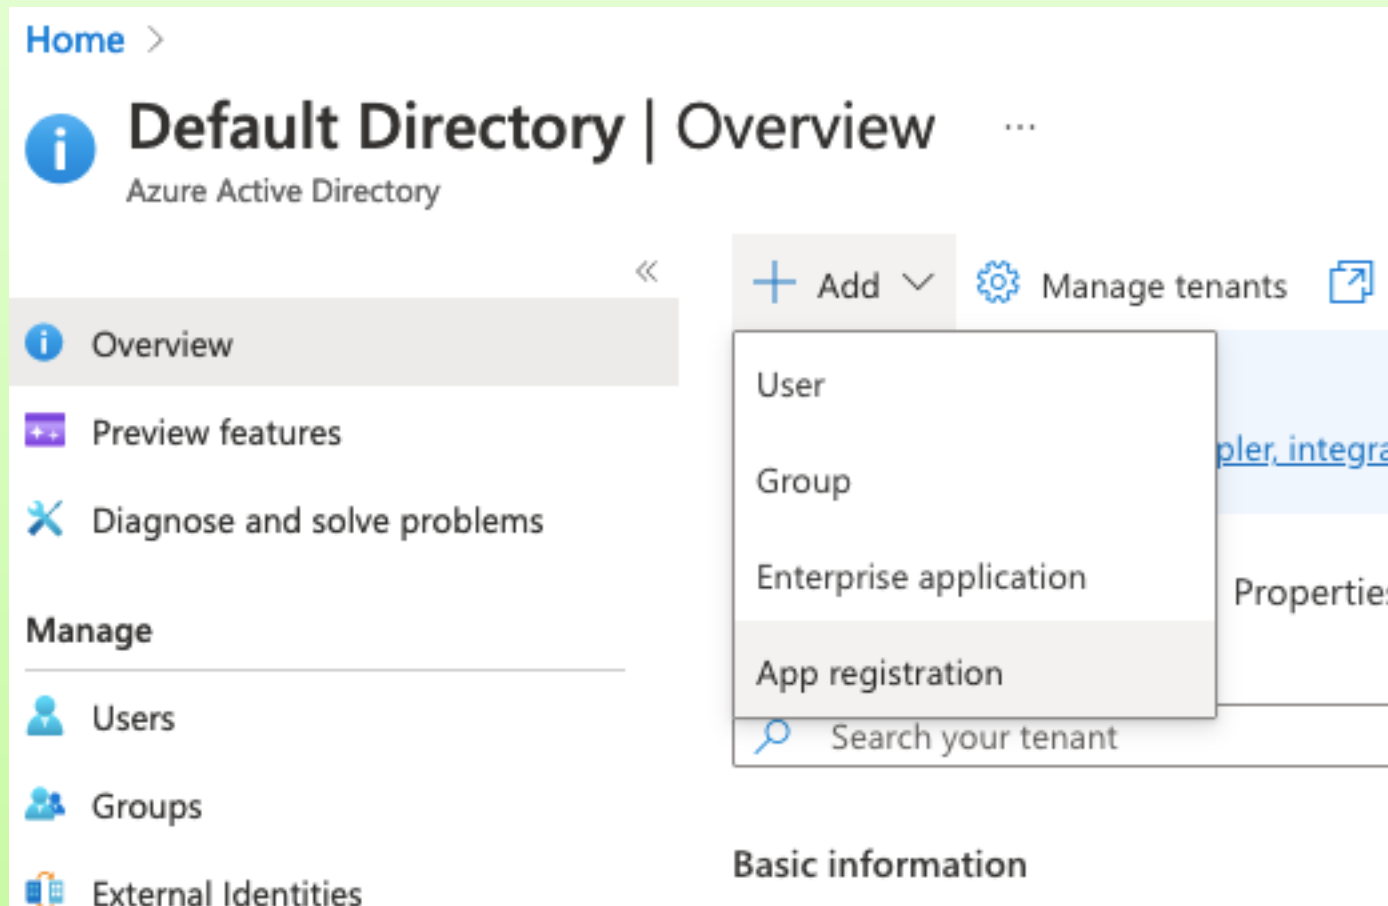 Home
Default Directory | Overview ...
Azure Active Directory
Overview
Preview features
Diagnose and solve problems
Manage
Users
Groups
External Identities
Add
Manage tenants
User
Group
Enterprise application
App registration
Search your tenant
Basic information